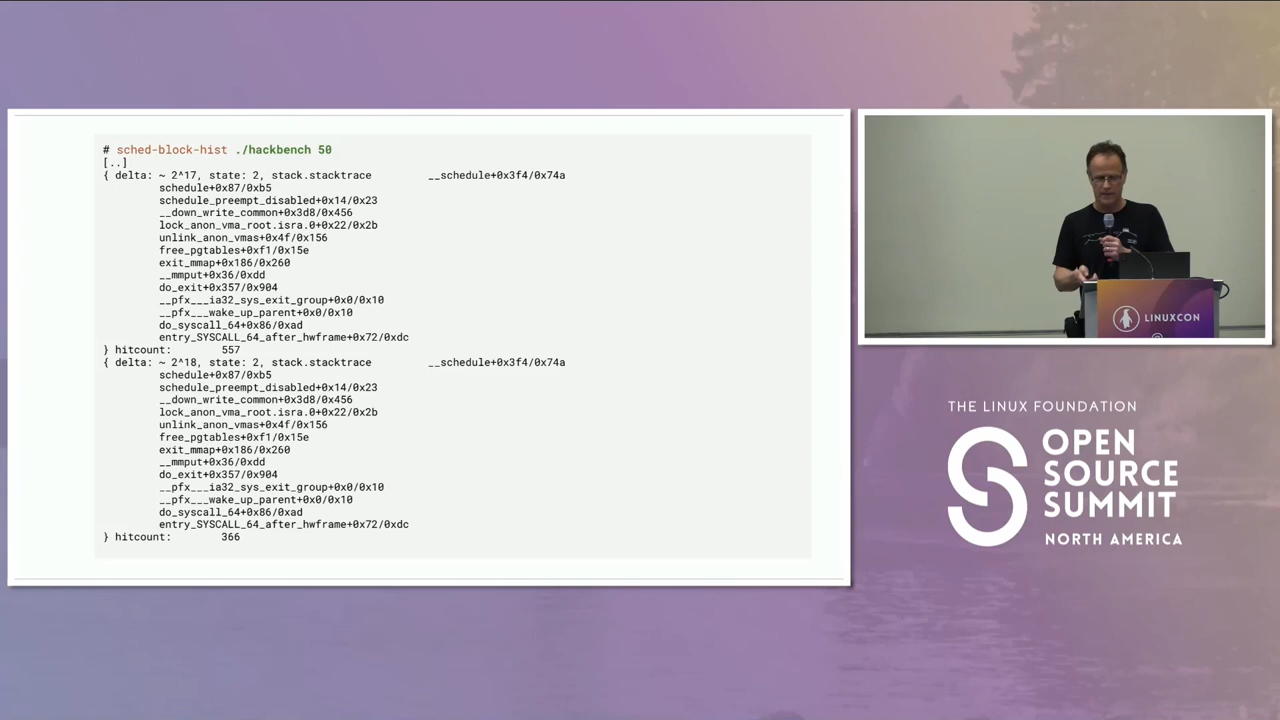 # sched-block-hist ./hackbench 50
[..]
{ delta: ~ 2^17, state: 2, stack.stacktrace         __schedule+0x3f4/0x74a
         schedule+0x87/0xb5
         schedule_preempt_disabled+0x14/0x23
         __down_write_common+0x3d8/0x456
         lock_anon_vma_root.isra.0+0x22/0x2b
         unlink_anon_vmas+0x4f/0x156
         free_pgtables+0xf1/0x15e
         exit_mmap+0x186/0x260
         __mmput+0x36/0xdd
         do_exit+0x357/0x904
         __pfx___ia32_sys_exit_group+0x0/0x10
         __pfx___wake_up_parent+0x0/0x10
         do_syscall_64+0x86/0xad
         entry_SYSCALL_64_after_hwframe+0x72/0xdc
} hitcount:        557
{ delta: ~ 2^18, state: 2, stack.stacktrace         __schedule+0x3f4/0x74a
         schedule+0x87/0xb5
         schedule_preempt_disabled+0x14/0x23
         __down_write_common+0x3d8/0x456
         lock_anon_vma_root.isra.0+0x22/0x2b
         unlink_anon_vmas+0x4f/0x156
         free_pgtables+0xf1/0x15e
         exit_mmap+0x186/0x260
         __mmput+0x36/0xdd
         do_exit+0x357/0x904
         __pfx___ia32_sys_exit_group+0x0/0x10
         __pfx___wake_up_parent+0x0/0x10
         do_syscall_64+0x86/0xad
         entry_SYSCALL_64_after_hwframe+0x72/0xdc
} hitcount:        366
LINUXCON
THE LINUX FOUNDATION
OPEN
SOURCE
SUMMIT
NORTH AMERICA